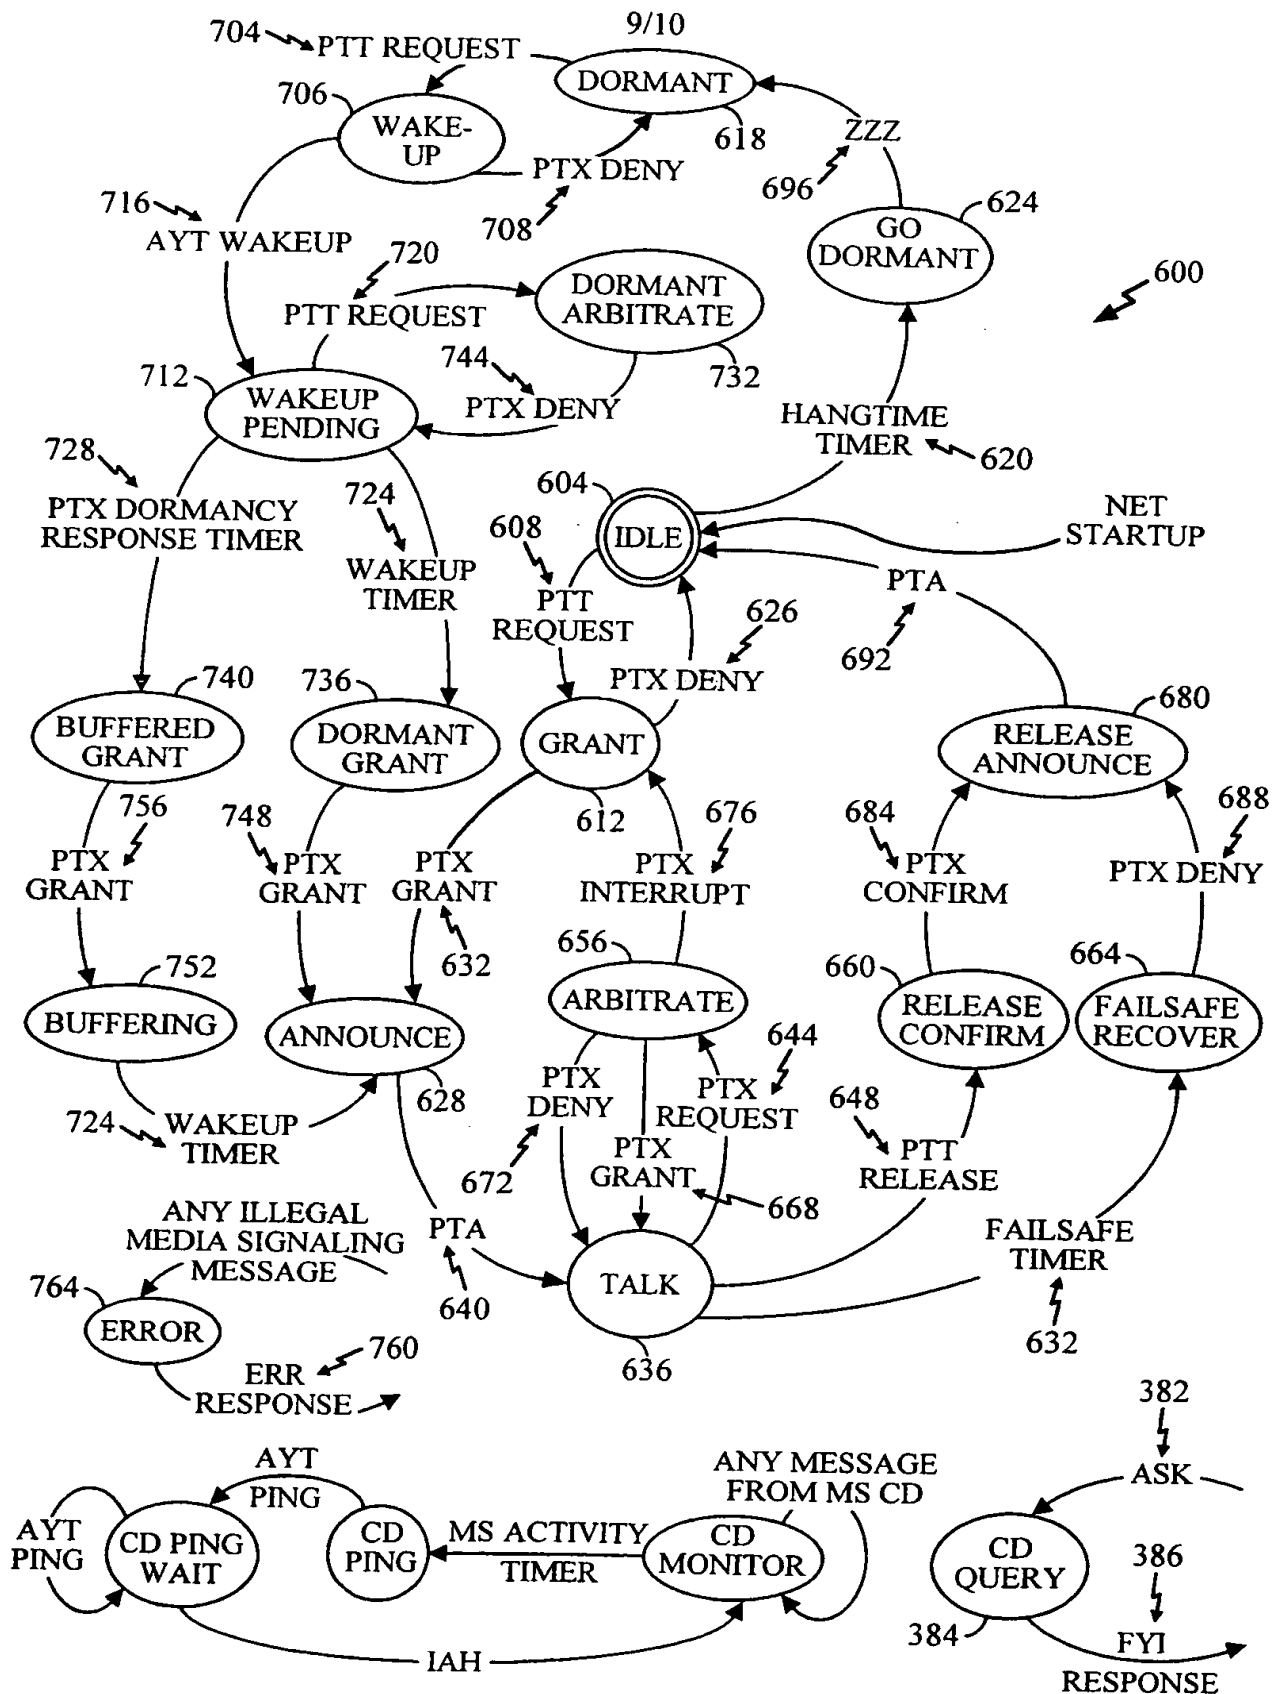 9/10
704
PTT REQUEST
DORMANT
618
706
WAKE-
UP
PTX DENY
708
ZZZ
696
624
GO
DORMANT
716
AYT WAKEUP
720
PTT REQUEST
DORMANT
ARBITRATE
732
600
744
PTX DENY
712
WAKEUP
PENDING
HANGTIME
TIMER
620
728
PTX DORMANCY
RESPONSE TIMER
724
WAKEUP
TIMER
604
IDLE
NET
STARTUP
608
PTT
REQUEST
PTA
692
626
PTX DENY
740
BUFFERED
GRANT
736
DORMANT
GRANT
GRANT
612
680
RELEASE
ANNOUNCE
756
PTX
GRANT
748
PTX
GRANT
PTX
GRANT
632
676
PTX
INTERRUPT
684
PTX
CONFIRM
688
PTX DENY
752
BUFFERING
ANNOUNCE
628
656
ARBITRATE
660
RELEASE
CONFIRM
664
FAILSAFE
RECOVER
724
WAKEUP
TIMER
PTX
DENY
672
644
PTX
REQUEST
PTX
GRANT
668
648
PTT
RELEASE
ANY ILLEGAL
MEDIA SIGNALING
MESSAGE
PTA
640
TALK
636
FAILSAFE
TIMER
632
764
ERROR
760
ERR
RESPONSE
382
ASK
AYT
PING
ANY MESSAGE
FROM MS CD
AYT
PING
CD PING
WAIT
CD
PING
MS ACTIVITY
TIMER
CD
MONITOR
IAH
CD
QUERY
384
386
FYI
RESPONSE